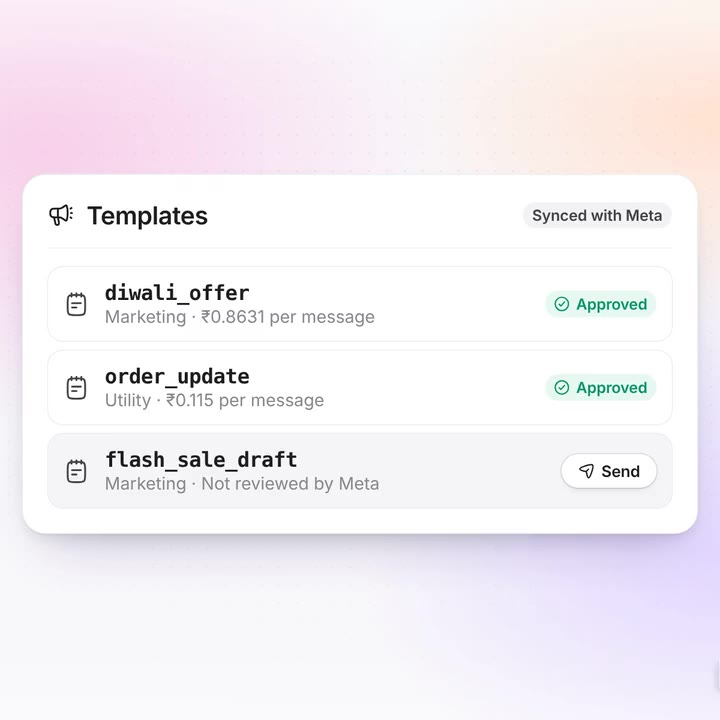 Templates
Synced with Meta
diwali_offer
Marketing · ₹0.8631 per message
Approved
order_update
Utility · ₹0.115 per message
Approved
flash_sale_draft
Marketing · Not reviewed by Meta
Send